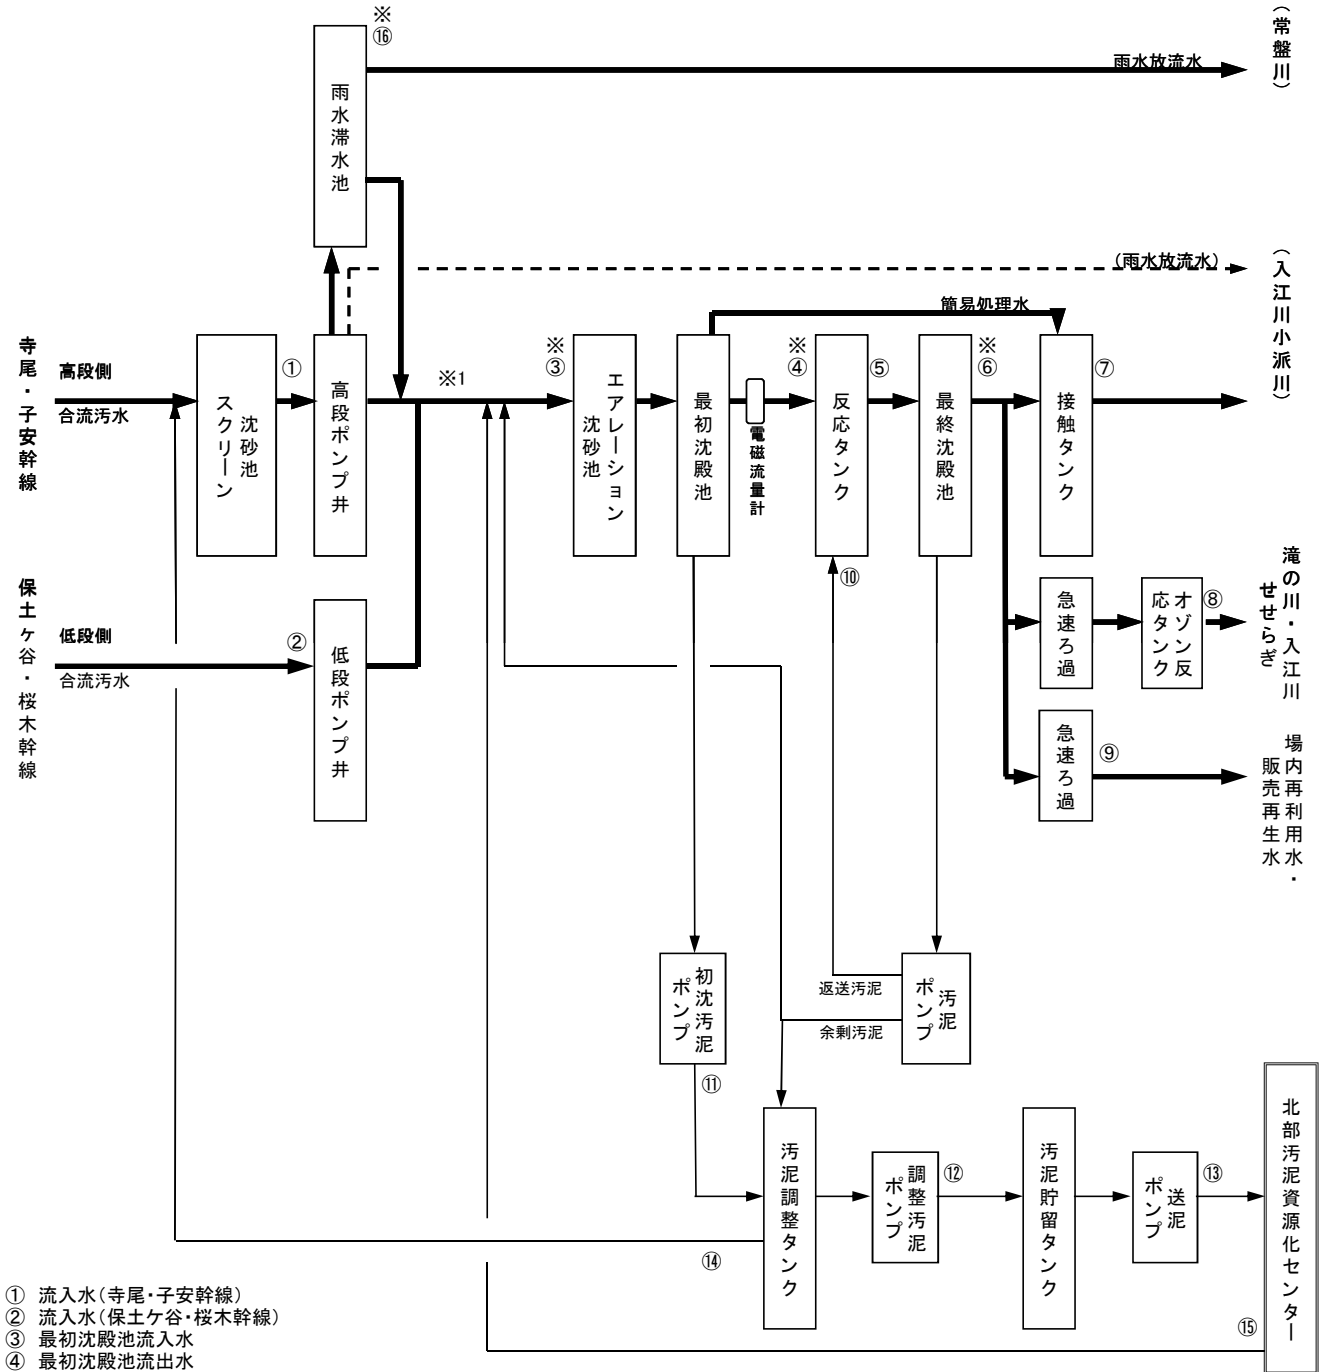 ※
⑯
雨水滞水池
雨水放流水
（常盤川）
(雨水放流水)
（入江川小派川）
簡易処理水
寺尾・子安幹線
高段側
合流汚水
沈砂池
スクリーン
①
高段ポンプ井
※1
※
③
エアレーション
沈砂池
最初沈殿池
電磁流量計
※
④
反応タンク
⑤
最終沈殿池
※
⑥
接触タンク
⑦
保土ケ谷・桜木幹線
低段側
合流汚水
②
低段ポンプ井
⑩
急速ろ過
オゾン反
応タンク
⑧
滝の川・入江川
せせらぎ
急速ろ過
⑨
場内再利用水・
販売再生水
初沈汚泥
ポンプ
返送汚泥
余剰汚泥
汚泥
ポンプ
⑪
汚泥調整タンク
調整汚泥
ポンプ
⑫
汚泥貯留タンク
送泥
ポンプ
⑬
北部汚泥資源化センター
⑭
⑮
① 流入水(寺尾・子安幹線)
② 流入水(保土ケ谷・桜木幹線)
③ 最初沈殿池流入水
④ 最初沈殿池流出水